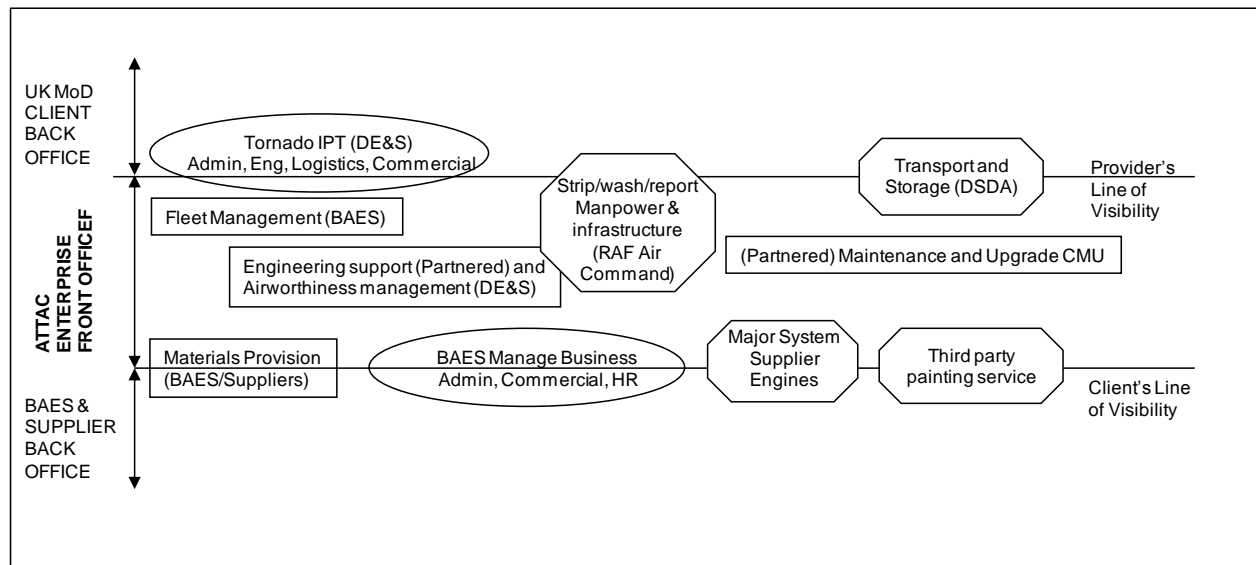 UK MoD
CLIENT
BACK
OFFICE
Tornado IPT (DE&S)
Admin, Eng, Logistics, Commercial
Strip/wash/report
Manpower &
infrastructure
(RAF Air
Command)
Transport and
Storage (DSDA)
Provider's
Line of
Visibility
ATTAC
ENTERPRISE
FRONT OFFICEF
Fleet Management (BAES)
Engineering support (Partnered) and
Airworthiness management (DE&S)
(Partnered) Maintenance and Upgrade CMU
Materials Provision
(BAES/Suppliers)
BAES Manage Business
Admin, Commercial, HR
Major System
Supplier
Engines
Third party
painting service
Client's Line
of Visibility
BAES &
SUPPLIER
BACK
OFFICE